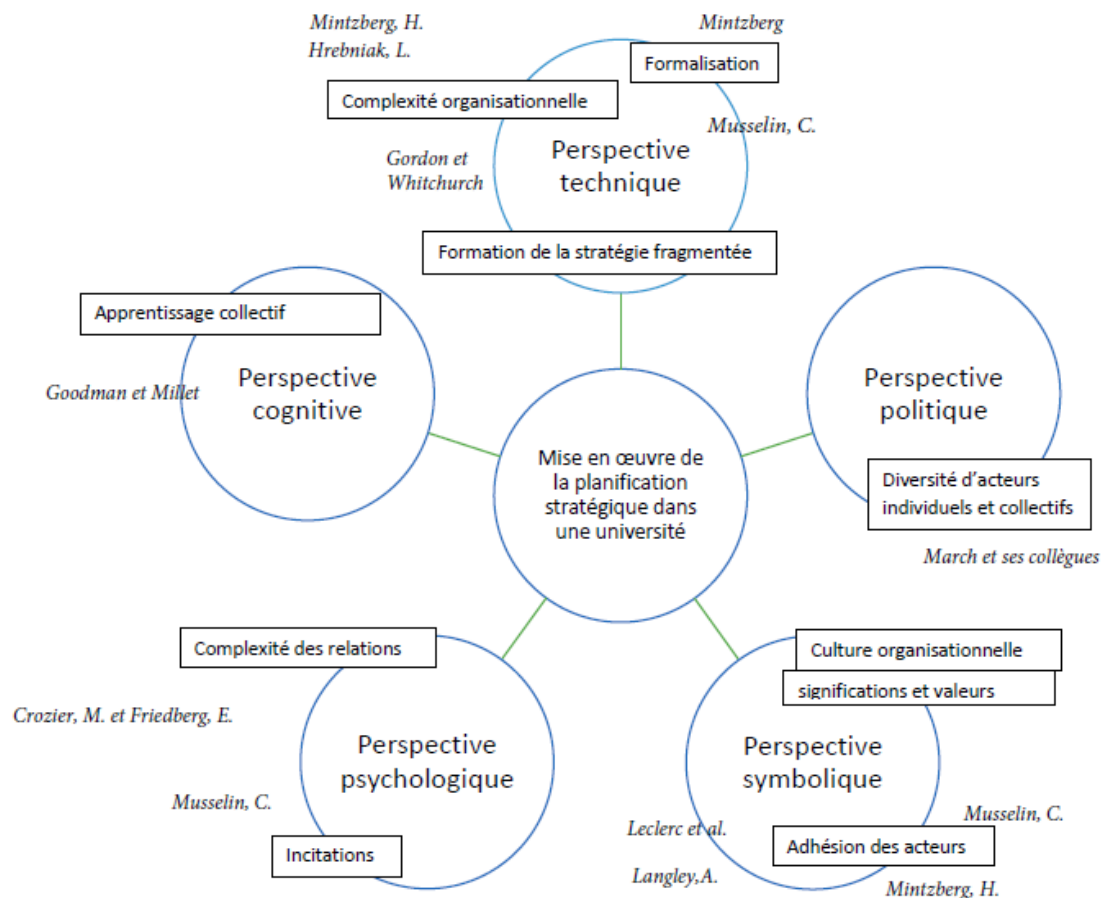 Mintzberg, H.
Hrebniak, L.
Mintzberg
Formalisation
Complexité organisationnelle
Musselin, C.
Perspective
technique
Gordon et
Whitchurch
Formation de la stratégie fragmentée
Apprentissage collectif
Goodman et Millet
Perspective
cognitive
Perspective
politique
Diversité d’acteurs
individuels et collectifs
March et ses collègues
Mise en œuvre de
la planification
stratégique dans
une université
Complexité des relations
Crozier, M. et Friedberg, E.
Perspective
psychologique
Musselin, C.
Incitations
Culture organisationnelle
significations et valeurs
Perspective
symbolique
Musselin, C.
Leclerc et al.
Adhésion des acteurs
Langley,A.
Mintzberg, H.